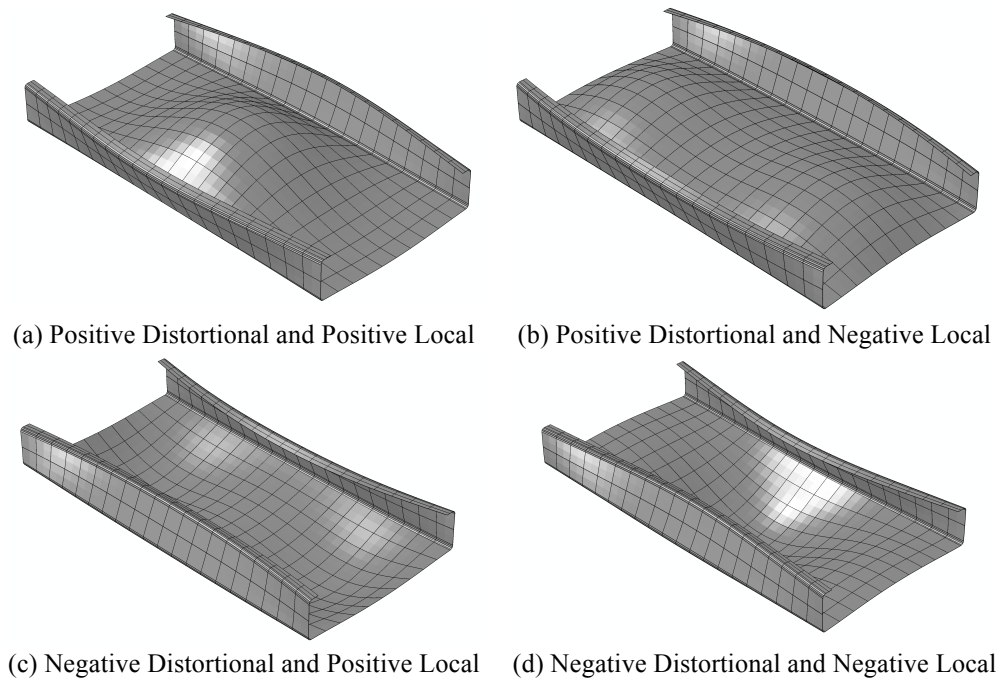 (a) Positive Distortional and Positive Local
(b) Positive Distortional and Negative Local
(c) Negative Distortional and Positive Local
(d) Negative Distortional and Negative Local